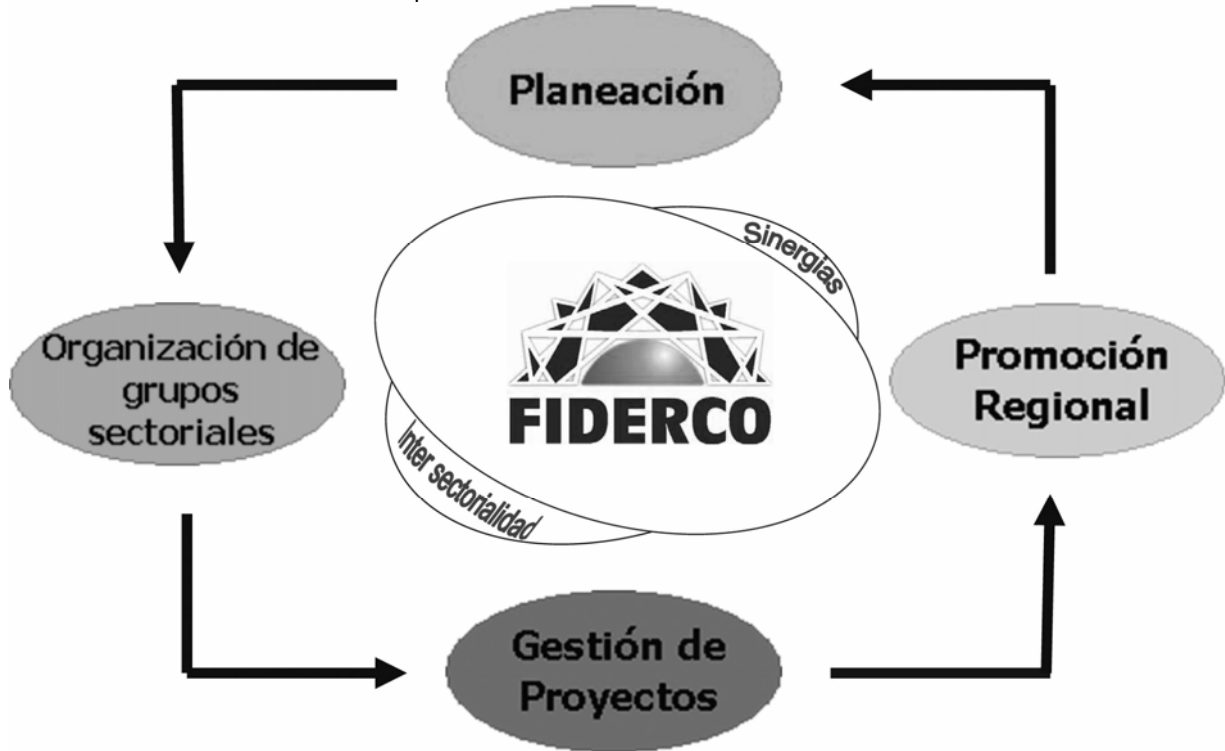 Planeación
Sinergias
Organización de
grupos
sectoriales
FIDERCO
Promoción
Regional
Inter sectorialidad
Gestión de
Proyectos